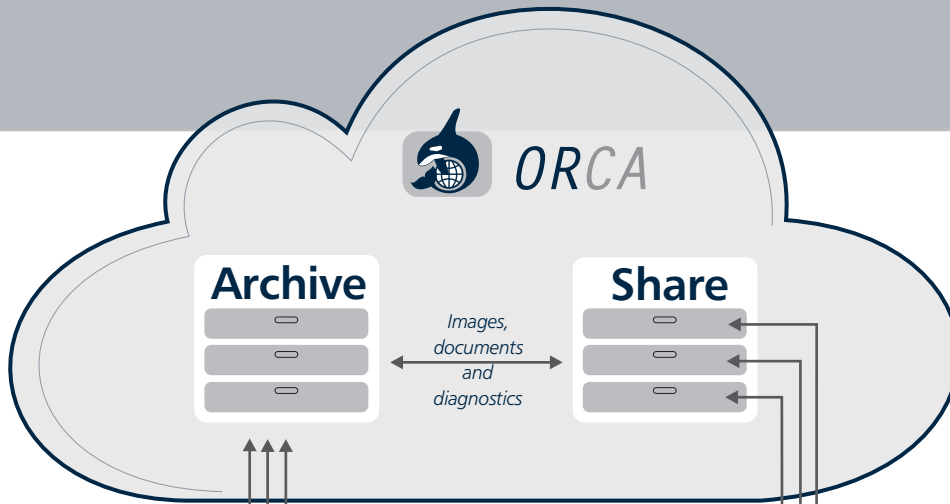 ORCA
Archive
Share
Images,
documents
and
diagnostics